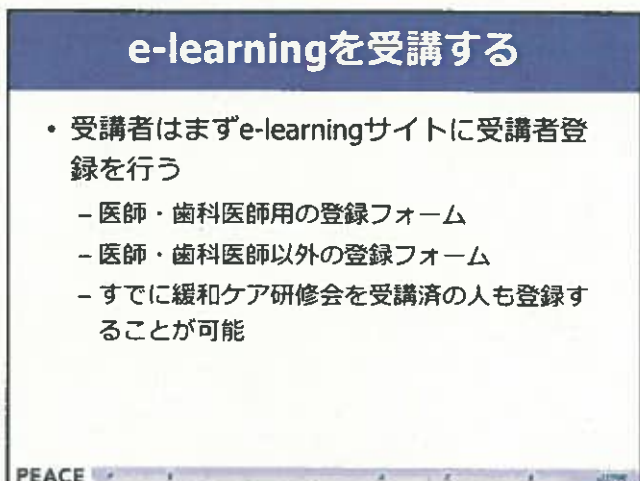 e-learningを受講する
• 受講者はまずe-learningサイトに受講者登
録を行う
– 医師・歯科医師用の登録フォーム
– 医師・歯科医師以外の登録フォーム
– すでに緩和ケア研修会を受講済の人も登録す
ることが可能
PEACE